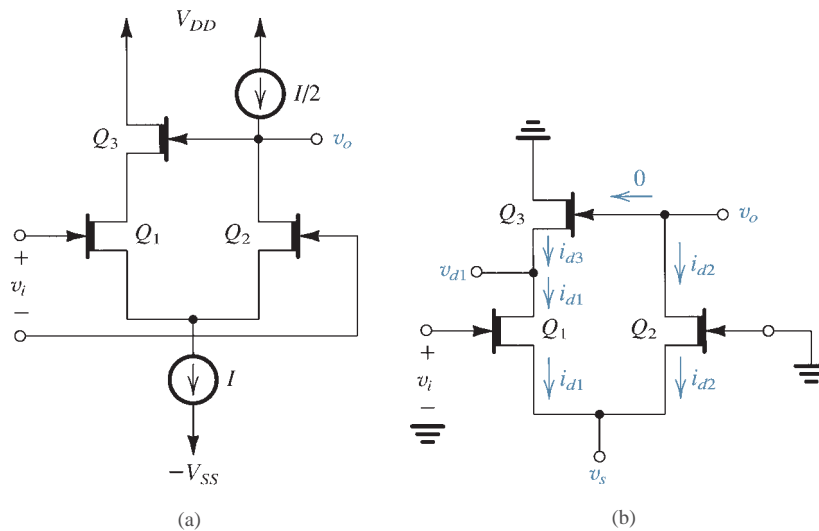 V_DD
I/2
Q_3
v_o
Q_1
Q_2
+
v_i
−
I
−V_SS
(a)
0
Q_3
v_o
v_d1
i_d3
i_d2
i_d1
Q_1
Q_2
+
v_i
−
i_d1
i_d2
v_s
(b)